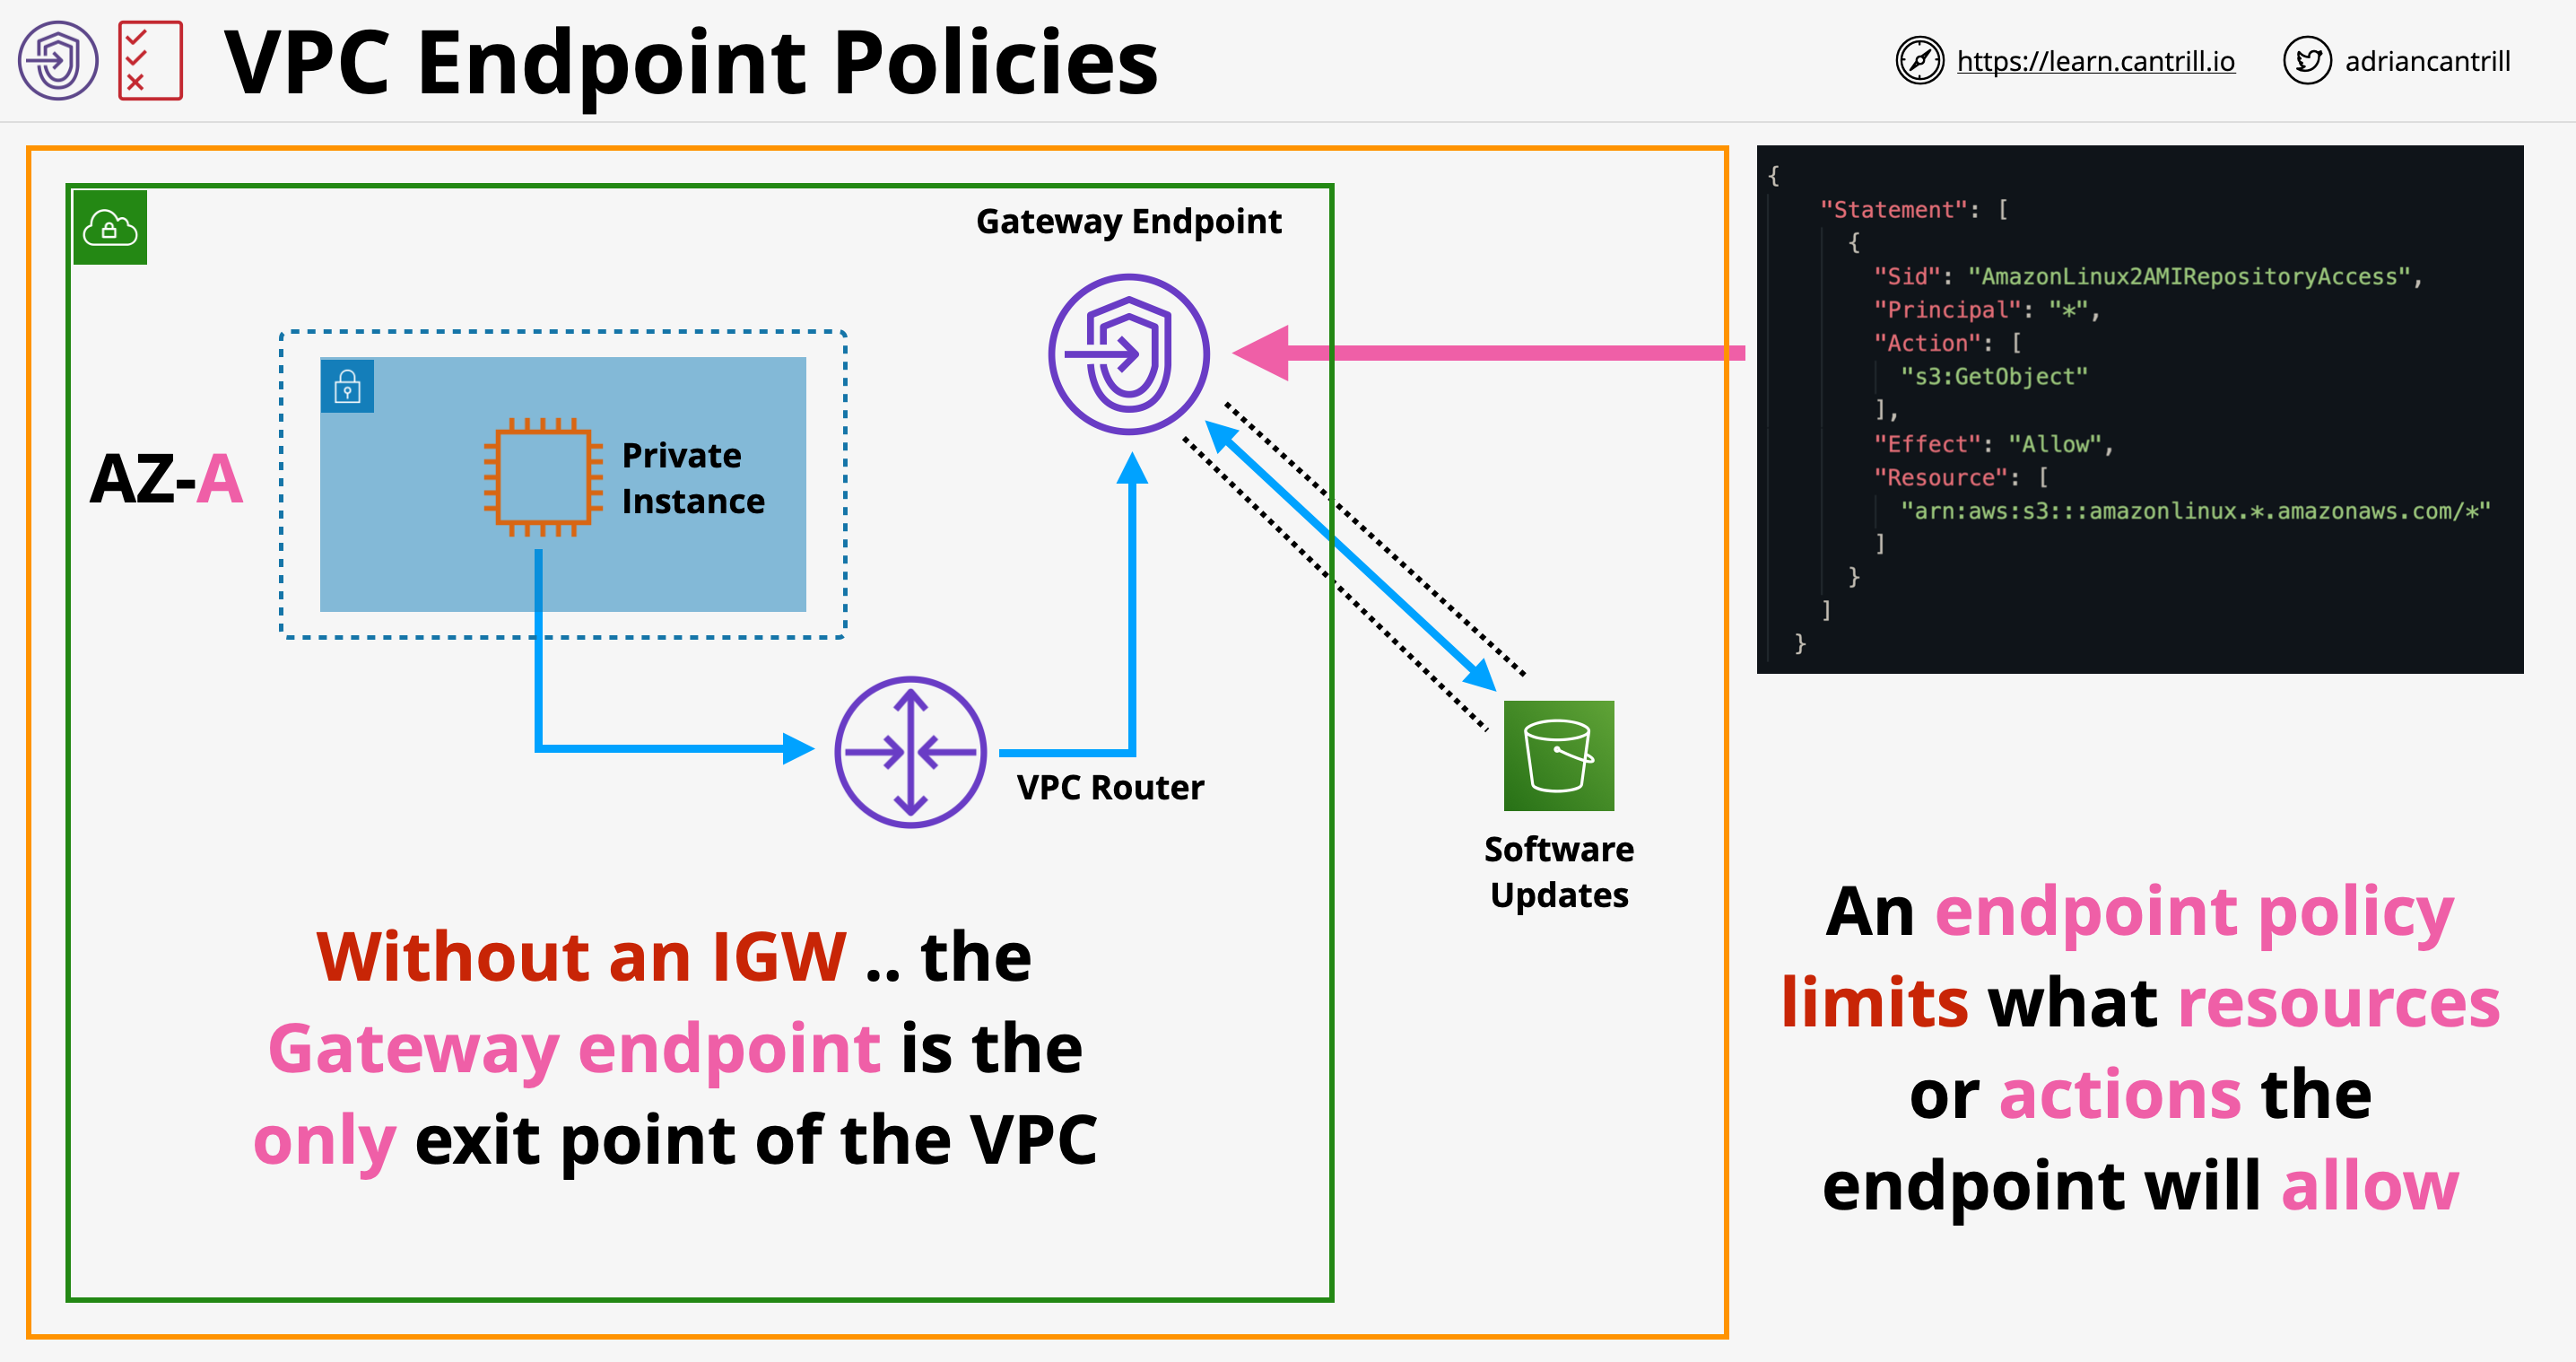 VPC Endpoint Policies
https://learn.cantrill.io
adriancantrill
Gateway Endpoint
AZ-A
Private
Instance
VPC Router
Software
Updates
Without an IGW .. the
Gateway endpoint is the
only exit point of the VPC
{
"Statement": [
{
"Sid": "AmazonLinux2AMIRepositoryAccess",
"Principal": "*",
"Action": [
"s3:GetObject"
],
"Effect": "Allow",
"Resource": [
"arn:aws:s3:::amazonlinux.*.amazonaws.com/*"
]
}
]
}
An endpoint policy
limits what resources
or actions the
endpoint will allow